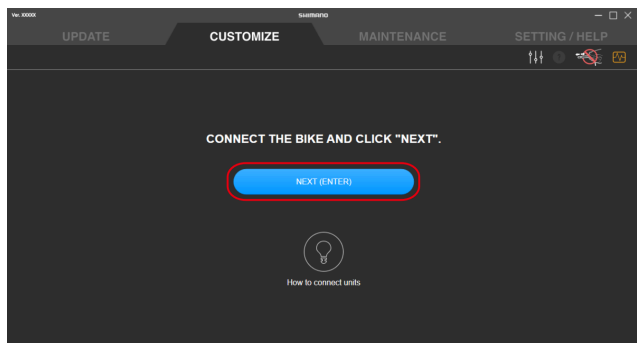 Ver. XXXXX
SHIMANO
UPDATE CUSTOMIZE MAINTENANCE SETTING / HELP
CONNECT THE BIKE AND CLICK "NEXT".
NEXT (ENTER)
How to connect units